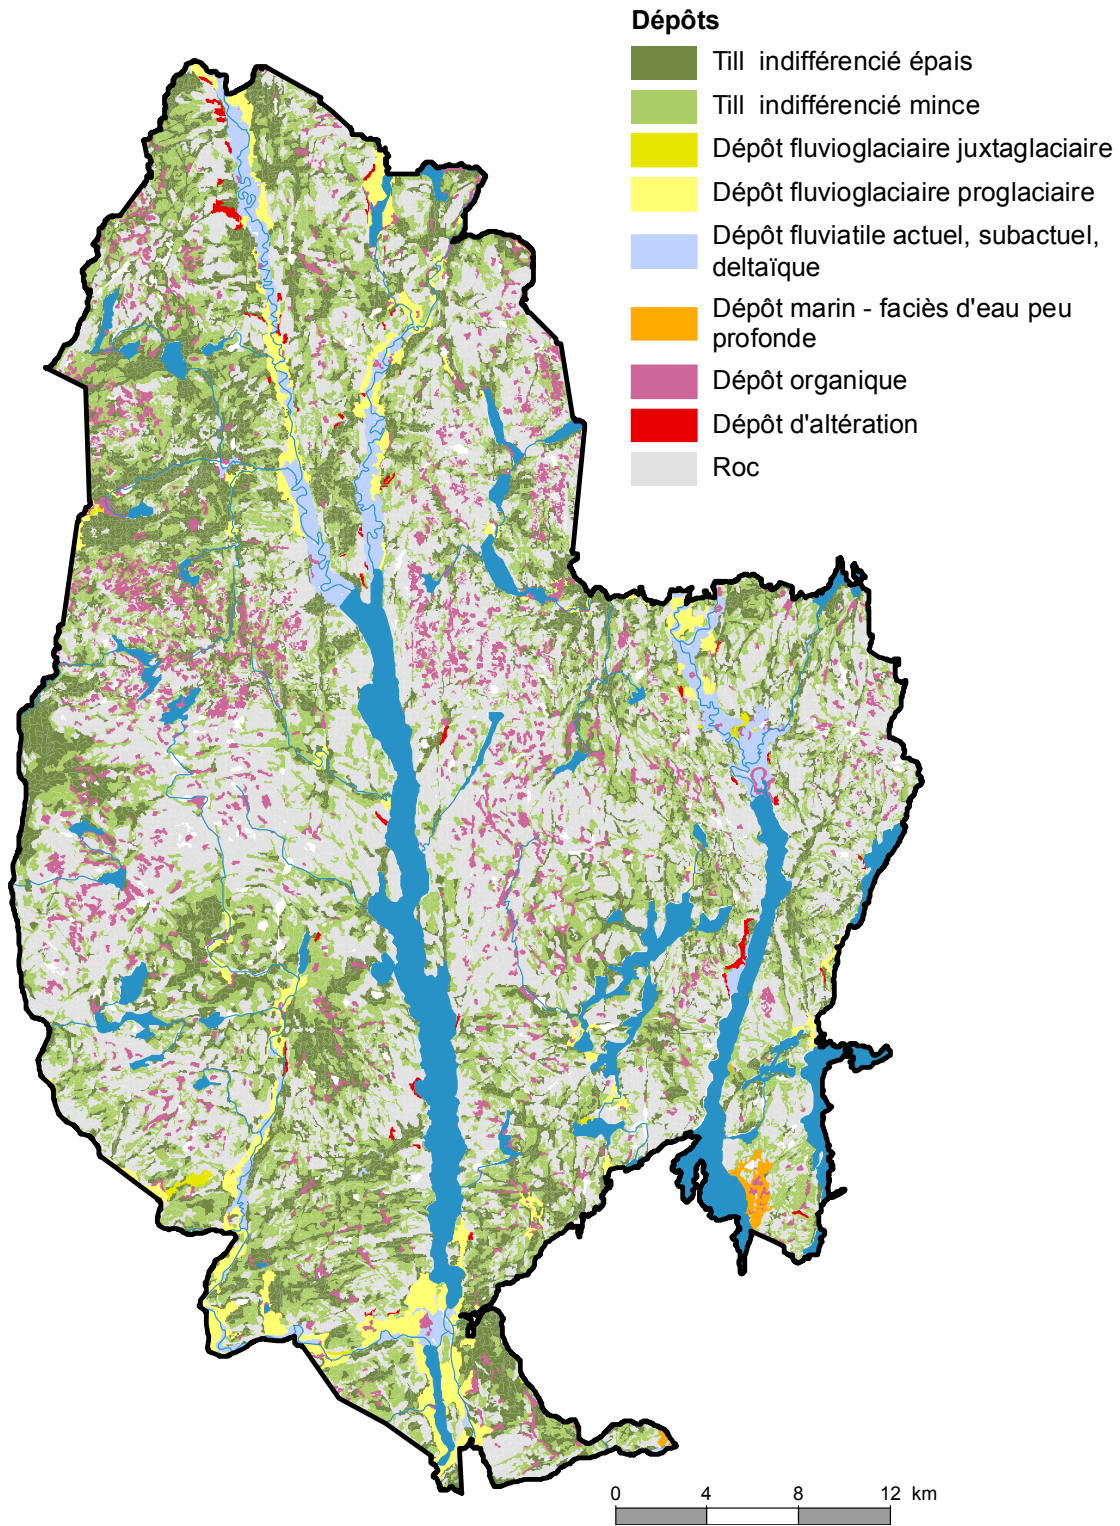 Dépôts
Till  indifférencié épais
Till  indifférencié mince
Dépôt fluvioglaciaire juxtaglaciaire
Dépôt fluvioglaciaire proglaciaire
Dépôt fluviatile actuel, subactuel,
deltaïque
Dépôt marin - faciès d'eau peu
profonde
Dépôt organique
Dépôt d'altération
Roc
0 4 8 12 km